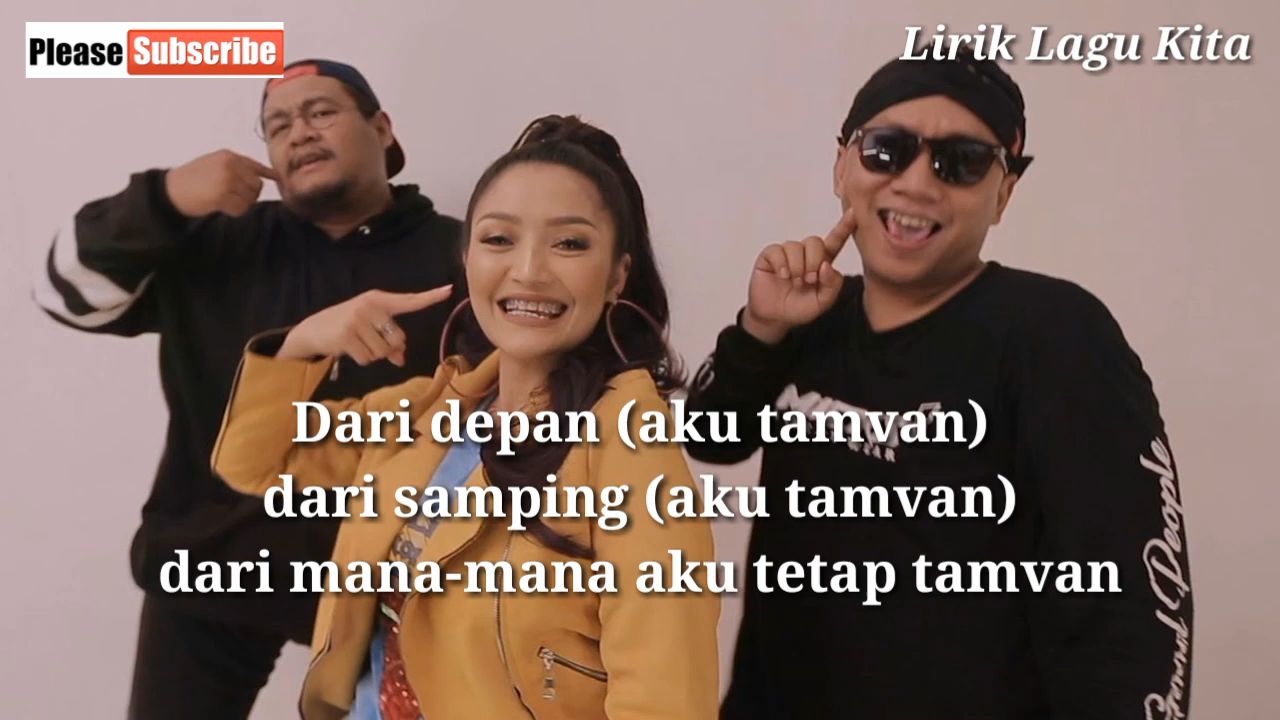 Please Subscribe
Lirik Lagu Kita
Dari depan (aku tamvan)
dari samping (aku tamvan)
dari mana-mana aku tetap tamvan
People